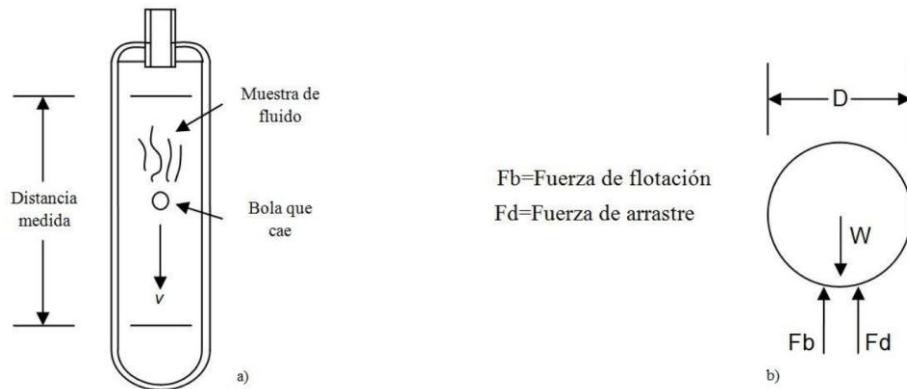 Muestra de
fluido
Distancia
medida
Bola que
cae
v
a)
Fb=Fuerza de flotación
Fd=Fuerza de arrastre
D
W
Fb
Fd
b)